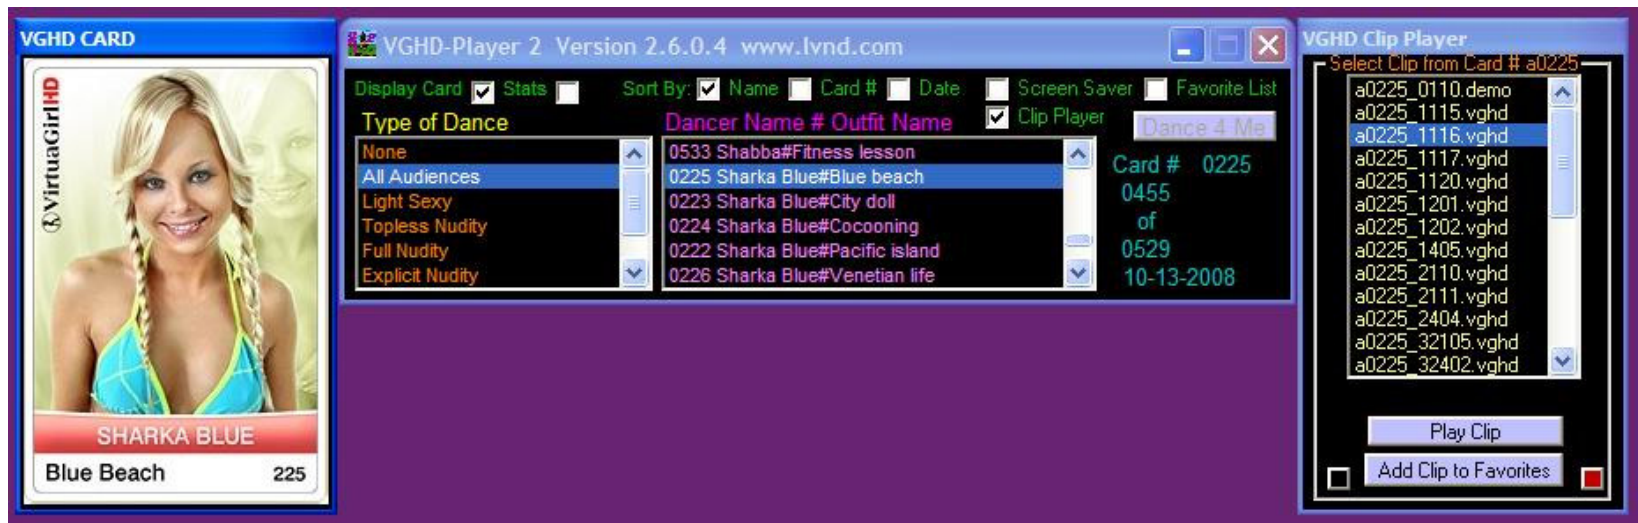 VGHD CARD
VirtuaGirlHD
SHARKA BLUE
Blue Beach 225
VGHD-Player 2 Version 2.6.0.4 www.lvnd.com
Display Card Stats Sort By: Name Card # Date Screen Saver Favorite List
Clip Player
Dance 4 Me
Type of Dance
None
All Audiences
Light Sexy
Topless Nudity
Full Nudity
Explicit Nudity
Dancer Name # Outfit Name
0533 Shabba#Fitness lesson
0225 Sharka Blue#Blue beach
0223 Sharka Blue#City doll
0224 Sharka Blue#Cocooning
0222 Sharka Blue#Pacific island
0226 Sharka Blue#Venetian life
Card # 0225
0455
of
0529
10-13-2008
VGHD Clip Player
Select Clip from Card # a0225
a0225_0110.demo
a0225_1115.vghd
a0225_1116.vghd
a0225_1117.vghd
a0225_1120.vghd
a0225_1201.vghd
a0225_1202.vghd
a0225_1405.vghd
a0225_2110.vghd
a0225_2111.vghd
a0225_2404.vghd
a0225_32105.vghd
a0225_32402.vghd
Play Clip
Add Clip to Favorites